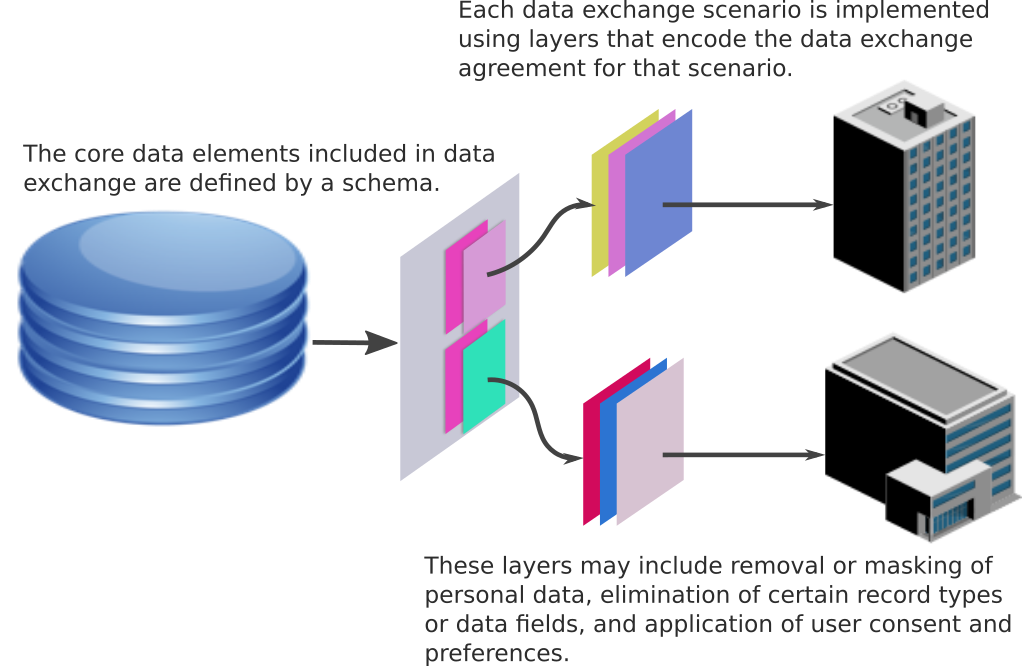 Each data exchange scenario is implemented
using layers that encode the data exchange
agreement for that scenario.
The core data elements included in data
exchange are defined by a schema.
These layers may include removal or masking of
personal data, elimination of certain record types
or data fields, and application of user consent and
preferences.